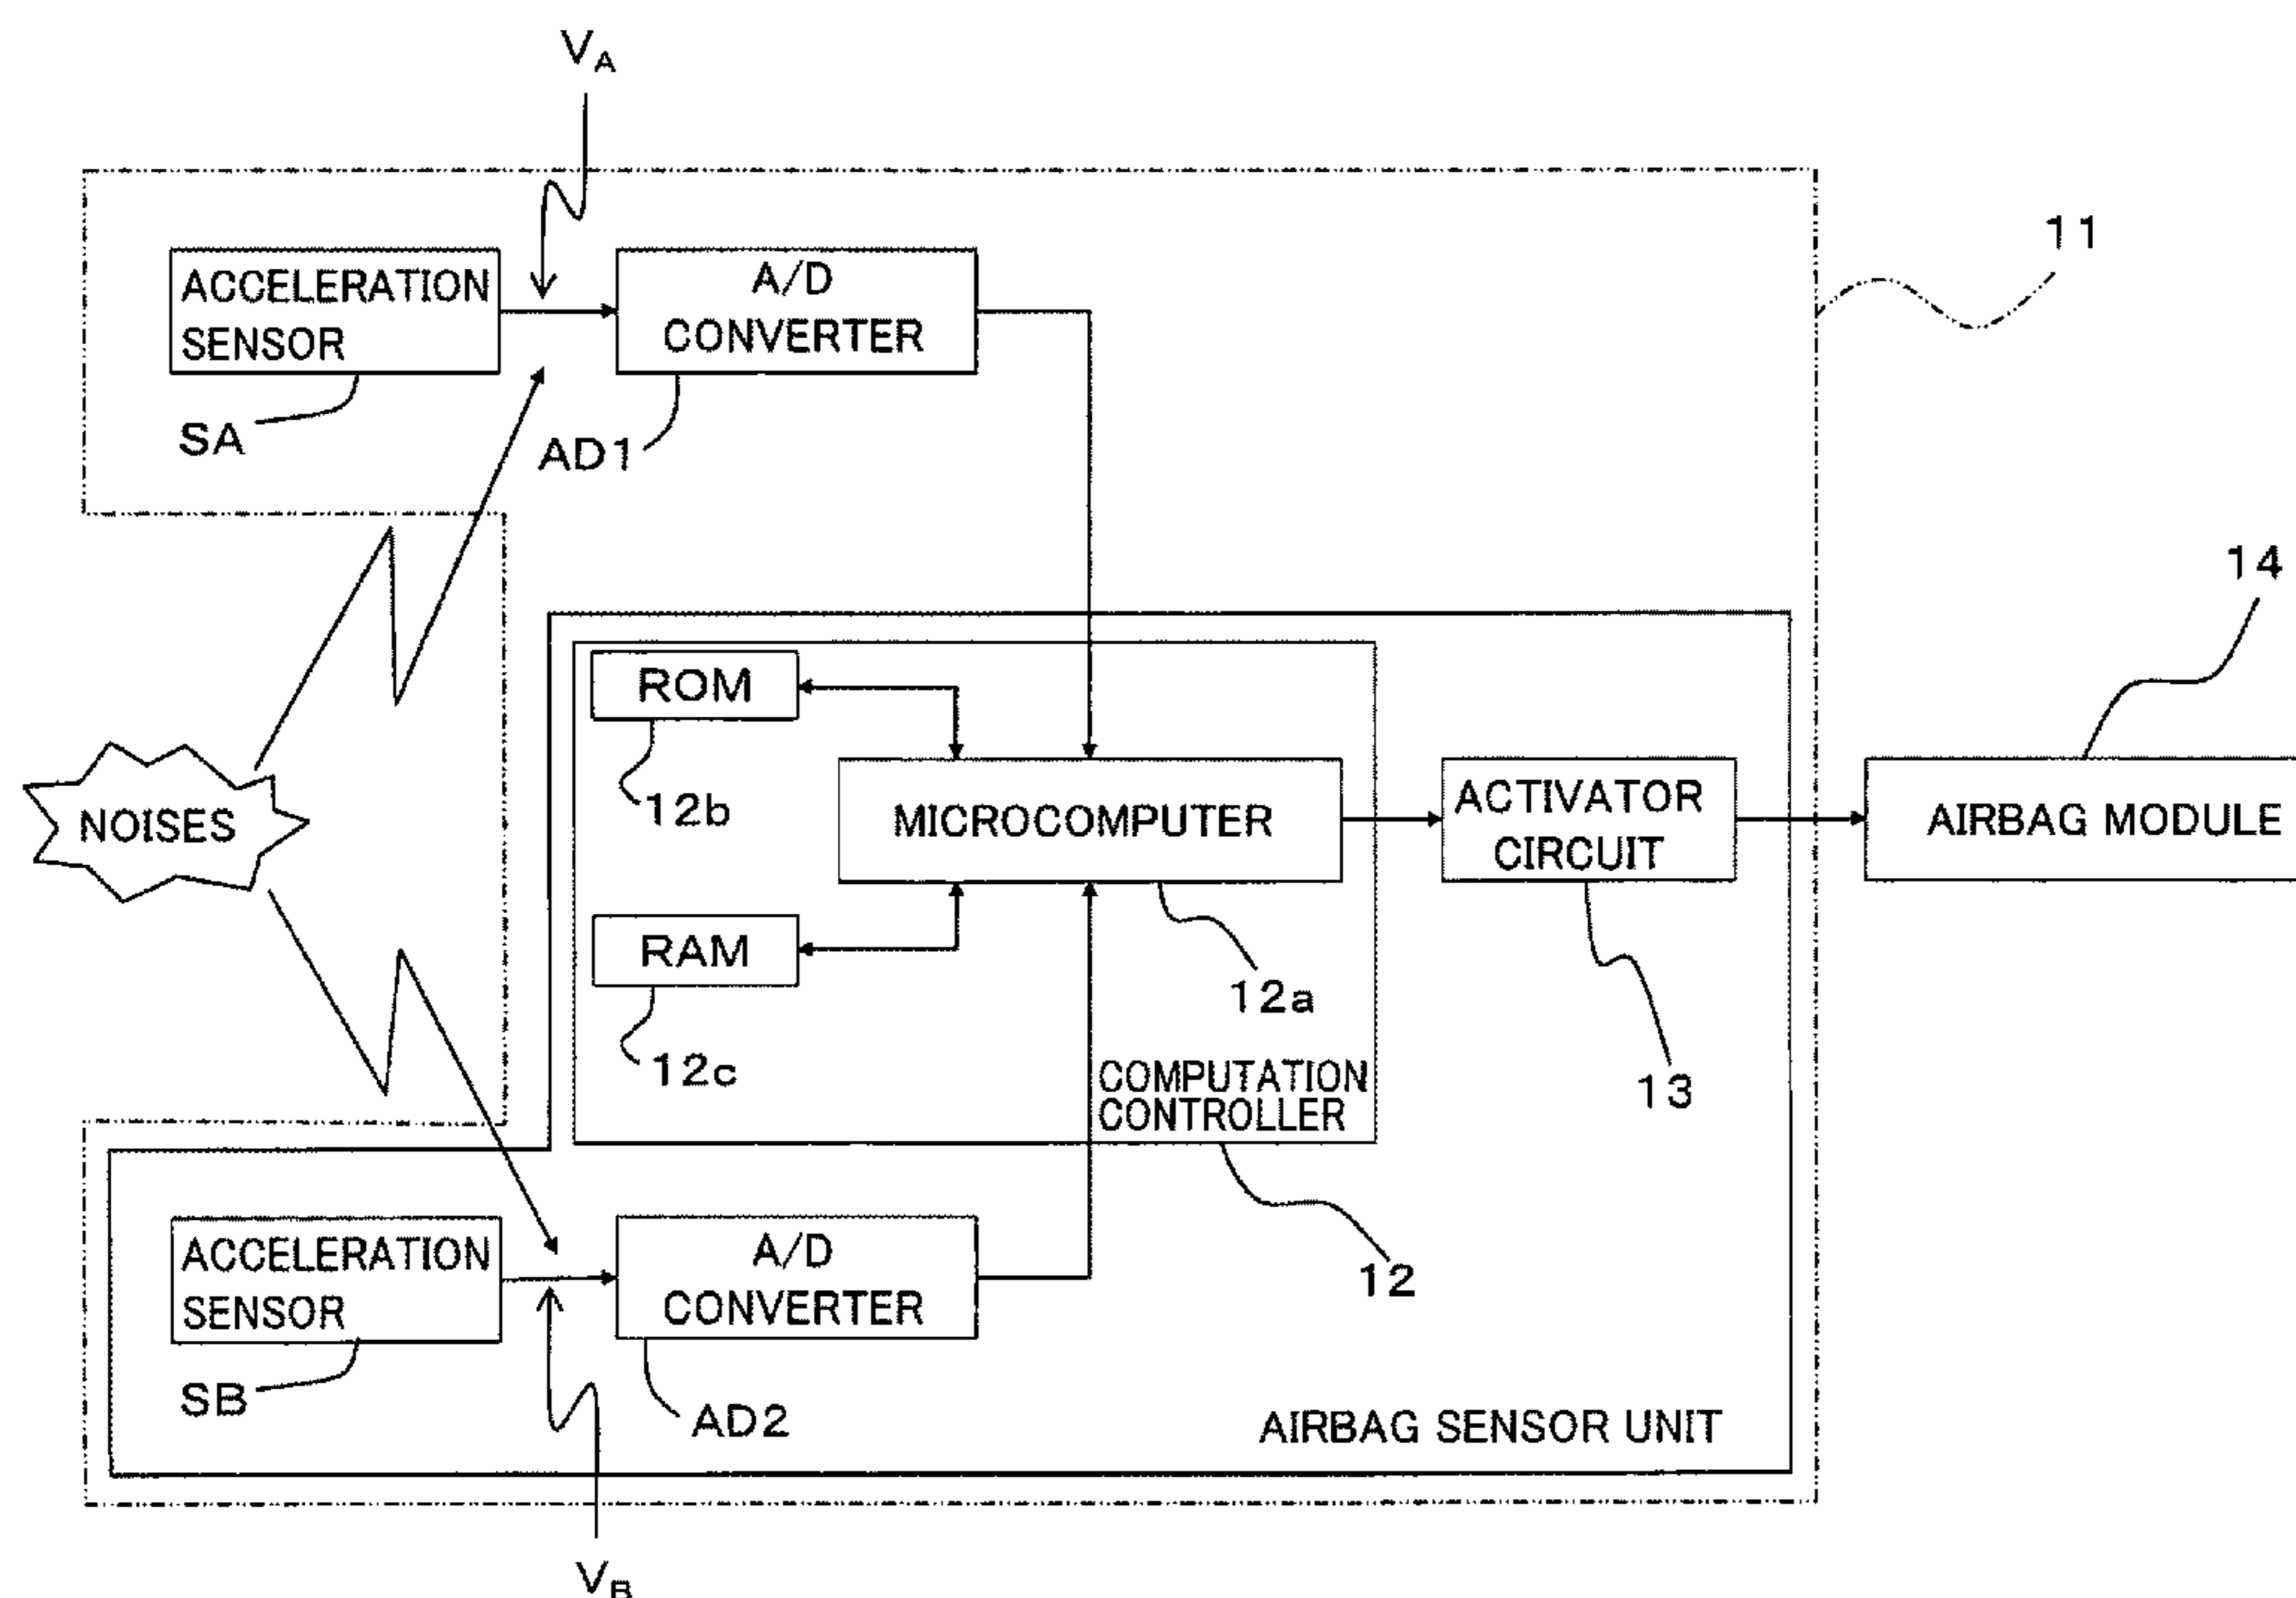 VA
11
ACCELERATION
SENSOR
A/D
CONVERTER
SA
AD1
14
ROM
12b
MICROCOMPUTER
ACTIVATOR
CIRCUIT
AIRBAG MODULE
NOISES
RAM
12a
12c
COMPUTATION
CONTROLLER
13
ACCELERATION
SENSOR
A/D
CONVERTER
12
SB
AD2
AIRBAG SENSOR UNIT
VB